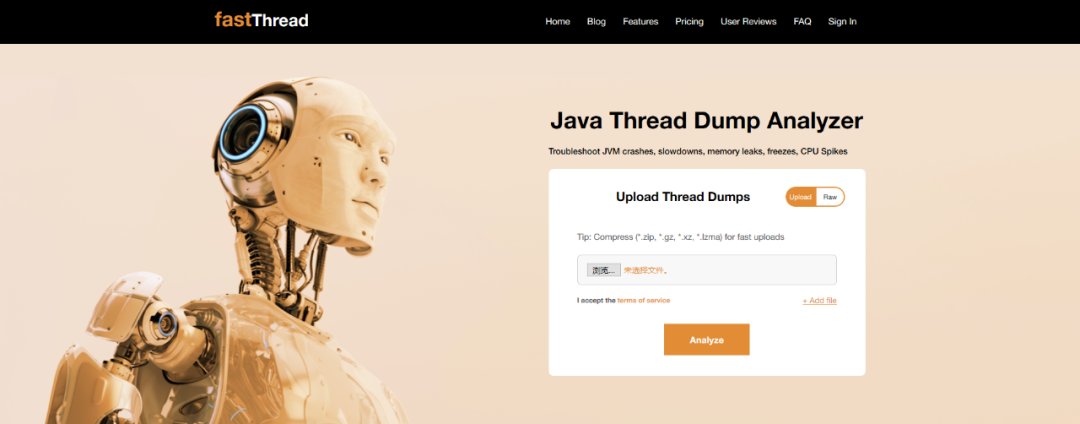 fastThread
Home Blog Features Pricing User Reviews FAQ Sign In
Java Thread Dump Analyzer
Troubleshoot JVM crashes, slowdowns, memory leaks, freezes, CPU Spikes
Upload Thread Dumps
Upload Raw
Tip: Compress (*.zip, *.gz, *.xz, *.lzma) for fast uploads
浏览... 未选择文件。
I accept the terms of service
+ Add file
Analyze